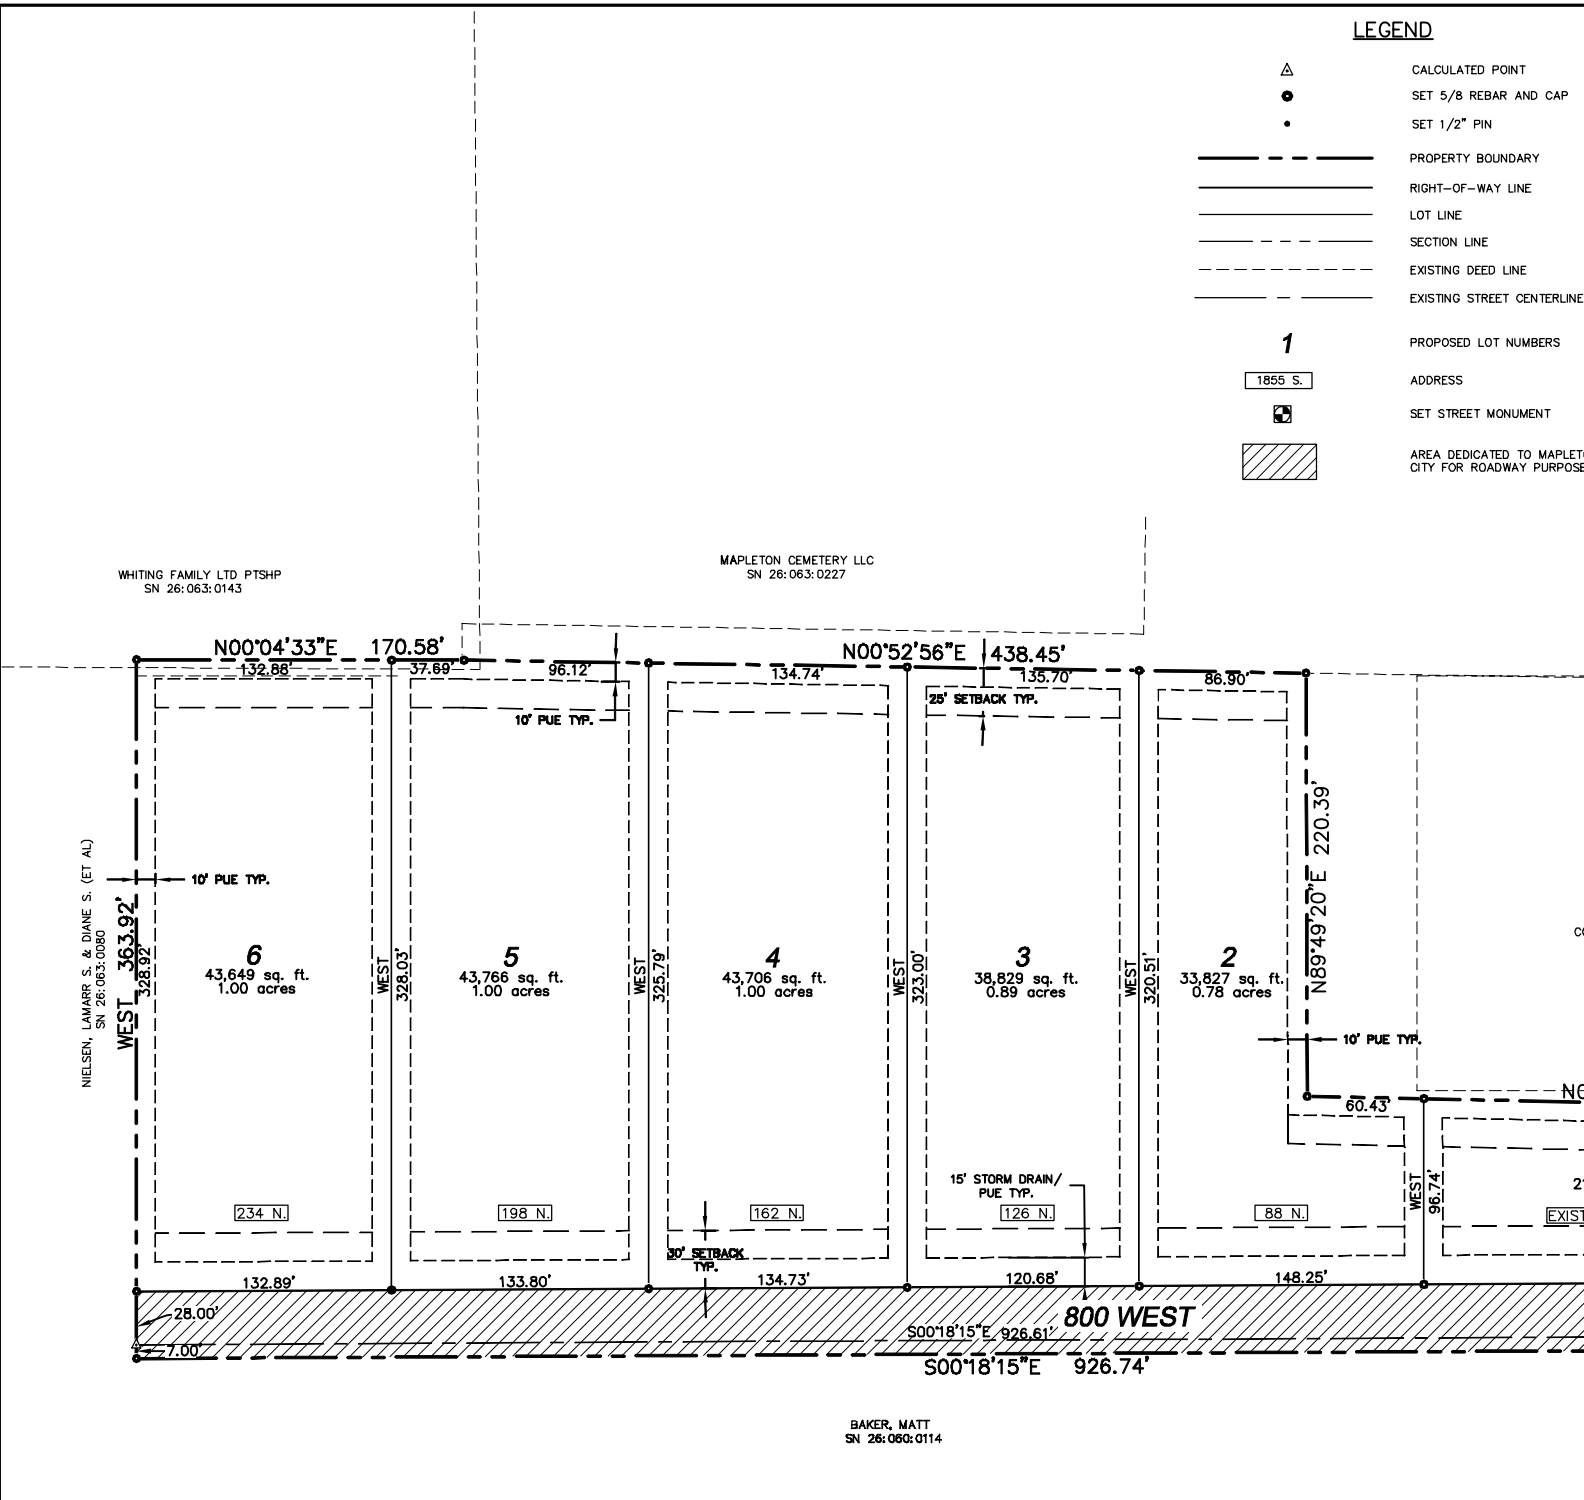 LEGEND
CALCULATED POINT
SET 5/8 REBAR AND CAP
SET 1/2" PIN
PROPERTY BOUNDARY
RIGHT-OF-WAY LINE
LOT LINE
SECTION LINE
EXISTING DEED LINE
EXISTING STREET CENTERLINE
1
PROPOSED LOT NUMBERS
1855 S.
ADDRESS
SET STREET MONUMENT
AREA DEDICATED TO MAPLETO
CITY FOR ROADWAY PURPOSE
WHITING FAMILY LTD PTSHP
SN 26:063:0143
MAPLETON CEMETERY LLC
SN 26:063:0227
N00°04'33"E 170.58'
132.88'
37.69'
96.12'
N00°52'56"E 438.45'
134.74'
135.70'
86.90'
10' PUE TYP.
25' SETBACK TYP.
NIELSEN, LAMARR S. & DIANE S. (ET AL)
SN 26:063:0080
WEST 363.92'
328.92'
10' PUE TYP.
6
43,649 sq. ft.
1.00 acres
WEST
328.03'
5
43,766 sq. ft.
1.00 acres
WEST
325.79'
4
43,706 sq. ft.
1.00 acres
WEST
323.00'
3
38,829 sq. ft.
0.89 acres
WEST
320.51'
2
33,827 sq. ft.
0.78 acres
N89°49'20"E 220.39'
10' PUE TYP.
CO
N0
60.43'
WEST
96.74'
21
EXIST
15' STORM DRAIN/
PUE TYP.
234 N.
198 N.
162 N.
126 N.
88 N.
30' SETBACK
TYP.
132.89'
133.80'
134.73'
120.68'
148.25'
28.00'
7.00'
800 WEST
S00°18'15"E 926.61'
S00°18'15"E 926.74'
BAKER, MATT
SN 26:060:0114